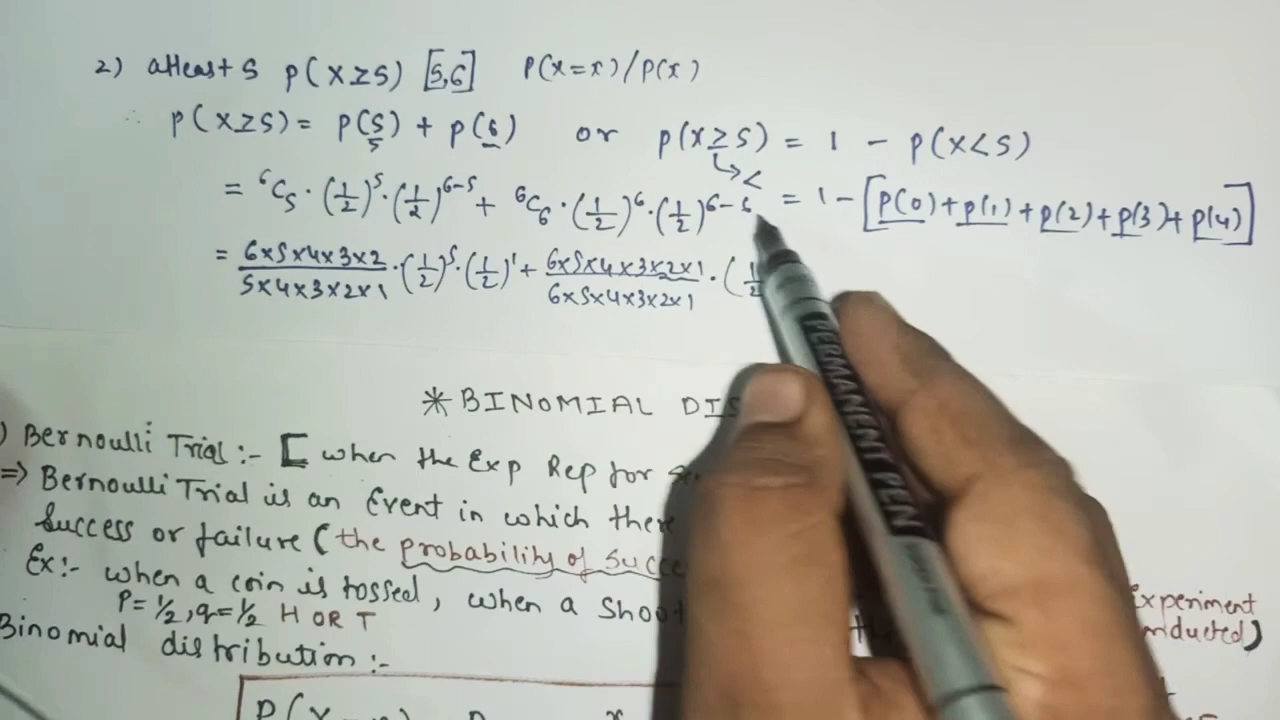 2) atleast 5 P(X≥5) [5,6] P(X=x)/P(x)
∴ P(X≥5) = P(5) + P(6) or P(X≥5) = 1 - P(X<5)
5 ↳<
= ⁶C₅ · (1/2)⁵ · (1/2)⁶⁻⁵ + ⁶C₆ · (1/2)⁶ · (1/2)⁶⁻ = 1 - [P(0) + P(1) + P(2) + P(3) + P(4)]
= 6×5×4×3×2/5×4×3×2×1 · (1/2)⁵ · (1/2)¹ + 6×5×4×3×2×1/6×5×4×3×2×1 · (1/2
* BINOMIAL DIS
) Bernoulli Trial :- [ when the Exp Rep for
=> Bernoulli Trial is an Event in which there
success or failure ( the probability of Succe
Ex:- when a coin is tossed, when a shoot
P=1/2, q=1/2 H OR T
Experiment
nducted)
Binomial distribution :-
P(X